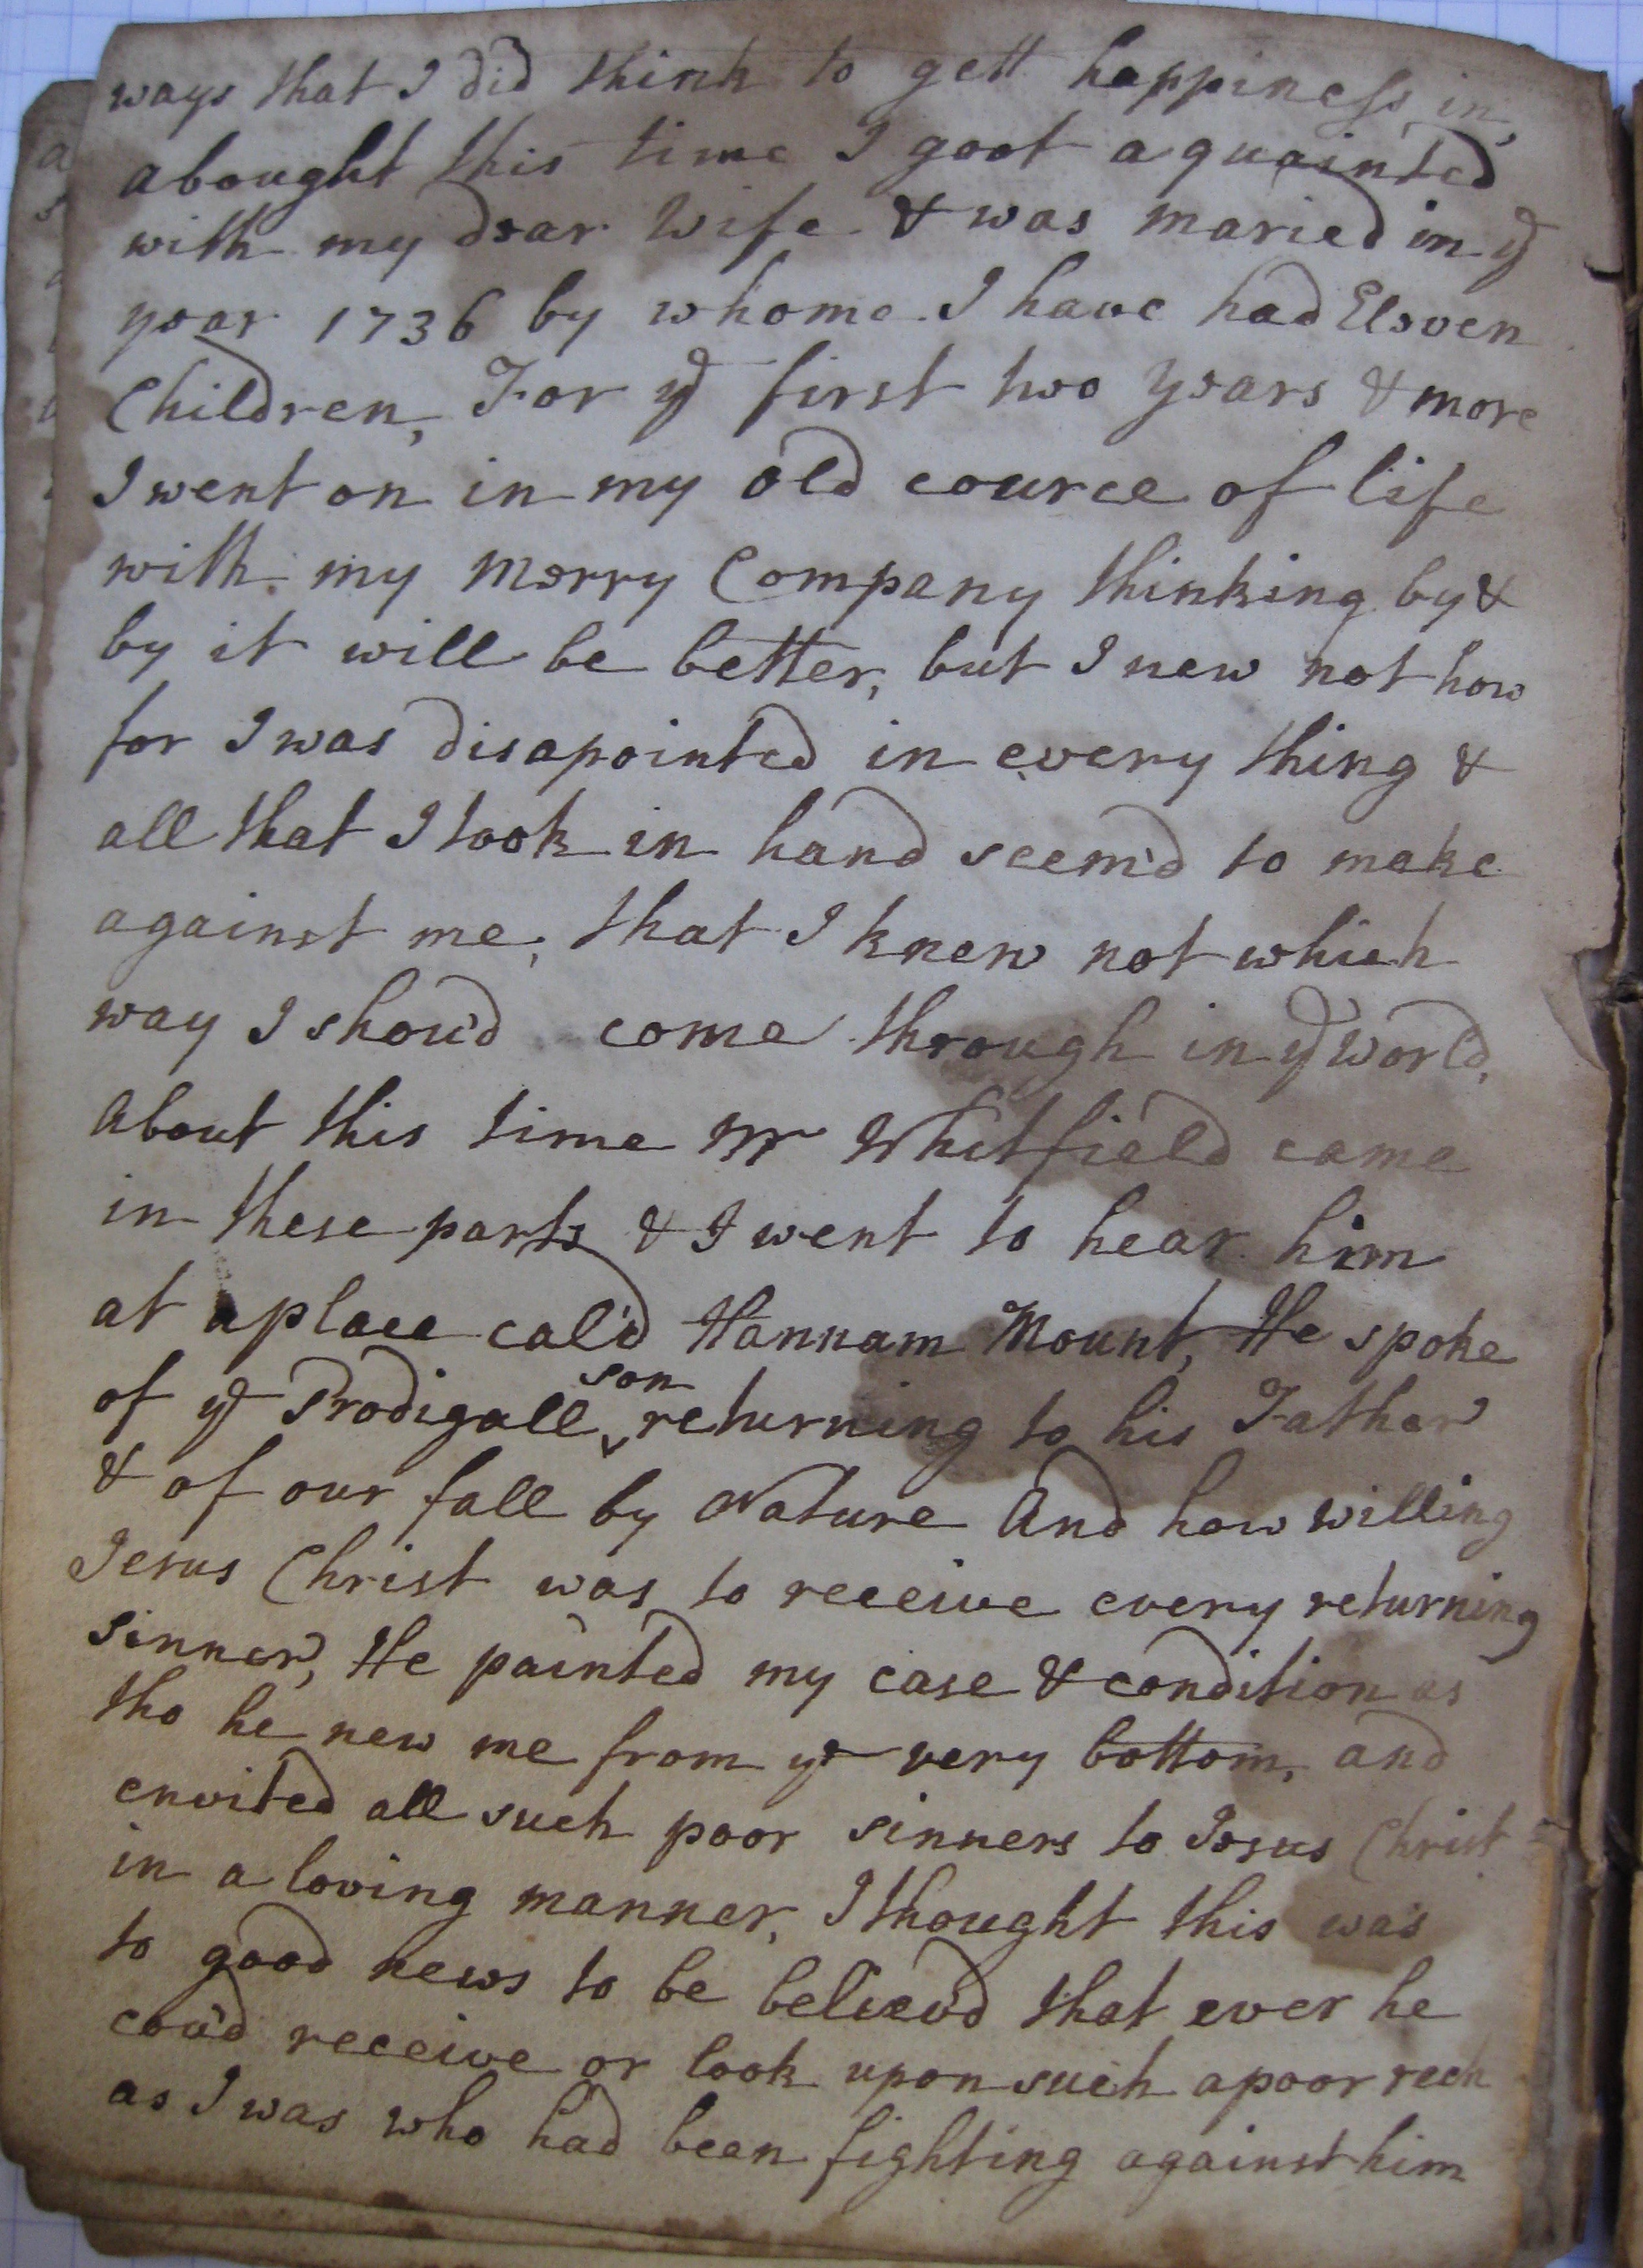 ways that I did think to gett happiness in,
abought this time I goot aquainted
with my dear Wife & was maried in ye
year 1736 by whome I have had Eleven
Children, For ye first two years & more
I went on in my old cource of life
with my merry Company thinking by &
by it will be better, but I new not how
for I was disapointed in every thing &
all that I took in hand seem'd to make
against me, that I knew not which
way I shou'd come through in ye world,
About this time Mr Whitfield came
in these parts & I went to hear him
at a place cal'd Hannam Mount, He spoke
of ye Prodigall son returning to his Father
& of our fall by Nature And how willing
Jesus Christ was to receive every returning
sinner, He painted my case & condition as
tho he new me from ye very bottom, and
envited all such poor sinners to Jesus Christ
in a loving manner, I thought this was
to good news to be believ'd that ever he
cou'd receive or look upon such a poor rech
as I was who had been fighting against him